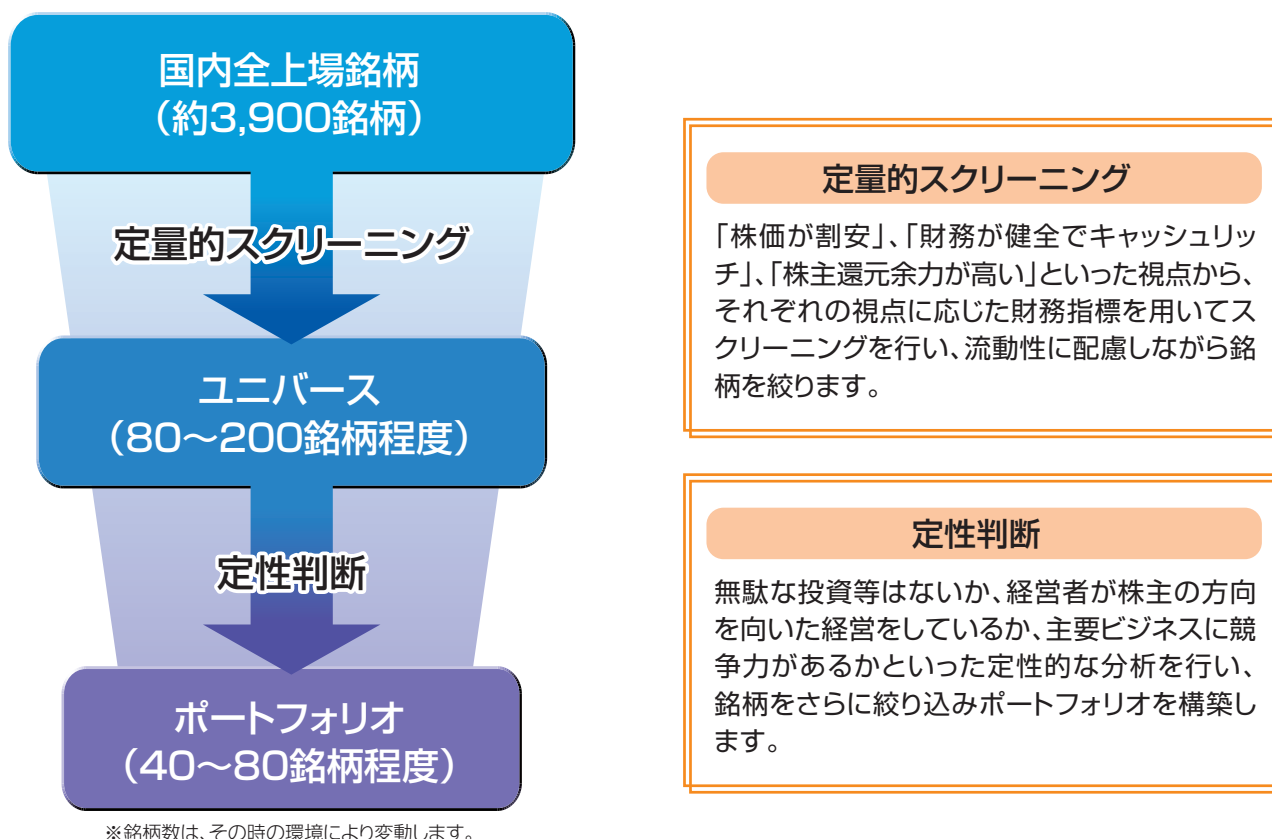 国内全上場銘柄
（約3,900銘柄）
定量的スクリーニング
ユニバース
（80〜200銘柄程度）
定性判断
ポートフォリオ
（40〜80銘柄程度）
※銘柄数は、その時の環境により変動します。
定量的スクリーニング
「株価が割安」、「財務が健全でキャッシュリッ
チ」、「株主還元余力が高い」といった視点から、
それぞれの視点に応じた財務指標を用いてス
クリーニングを行い、流動性に配慮しながら銘
柄を絞ります。
定性判断
無駄な投資等はないか、経営者が株主の方向
を向いた経営をしているか、主要ビジネスに競
争力があるかといった定性的な分析を行い、
銘柄をさらに絞り込みポートフォリオを構築し
ます。